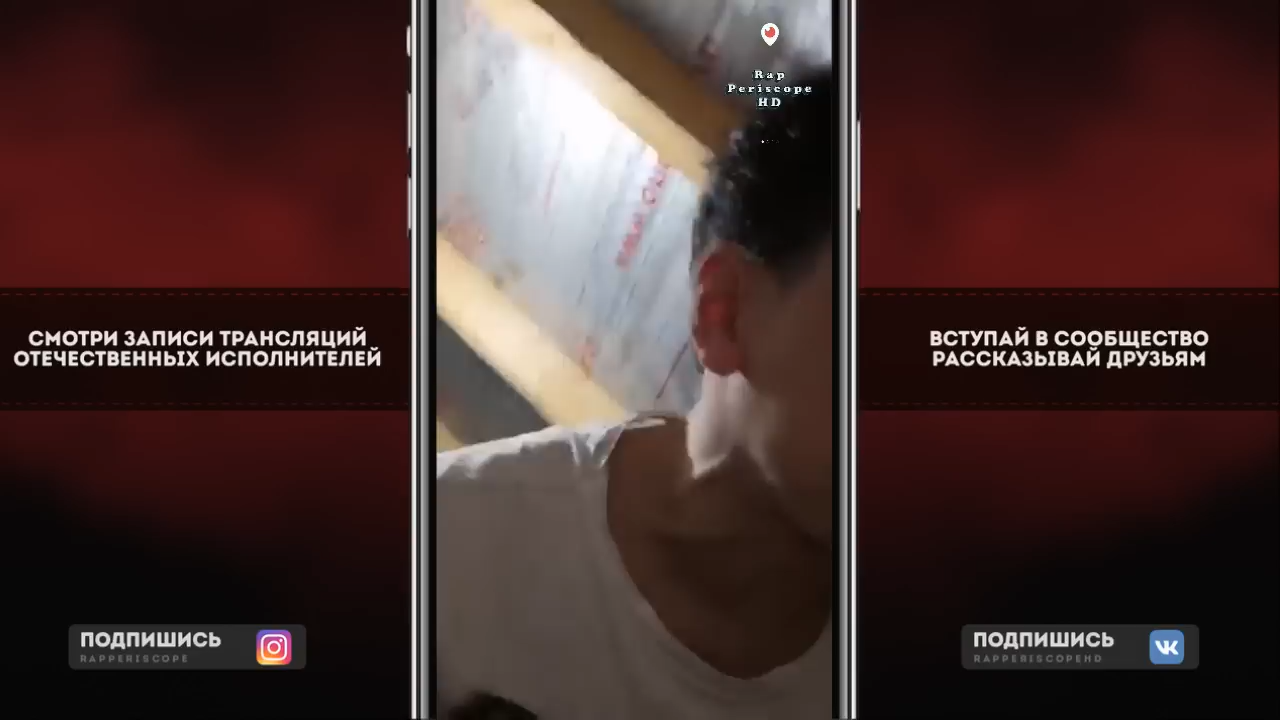 Rap
Periscope
HD
СМОТРИ ЗАПИСИ ТРАНСЛЯЦИЙ
ОТЕЧЕСТВЕННЫХ ИСПОЛНИТЕЛЕЙ
ВСТУПАЙ В СООБЩЕСТВО
РАССКАЗЫВАЙ ДРУЗЬЯМ
ПОДПИШИСЬ
RAPPERISCOPE
ПОДПИШИСЬ
RAPPERISCOPEHD